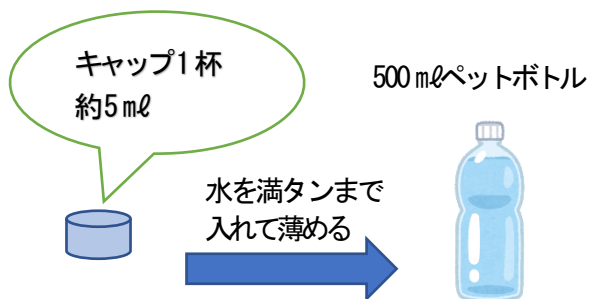 キャップ1杯
約5㎖
500㎖ペットボトル
水を満タンまで
入れて薄める